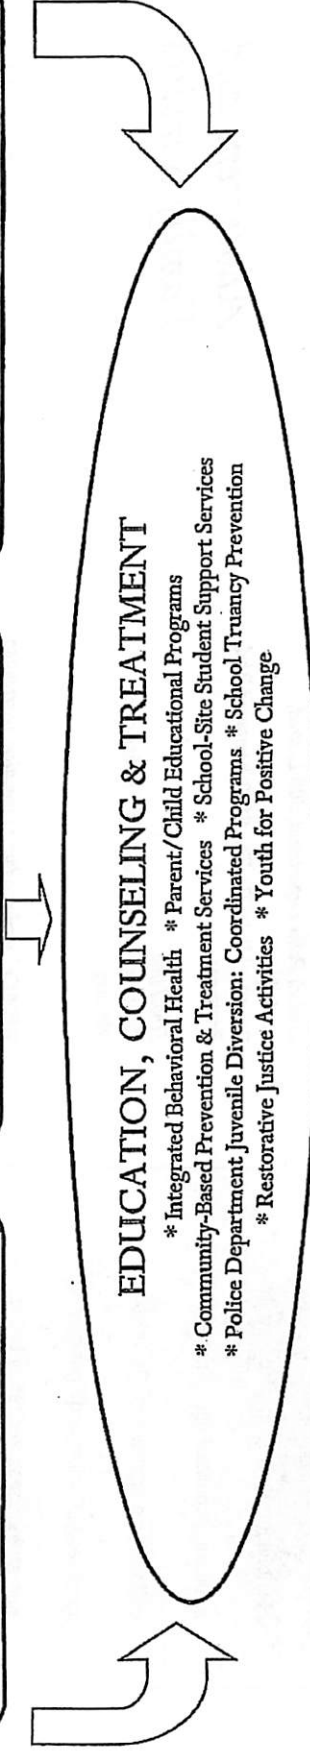 EDUCATION, COUNSELING & TREATMENT
* Integrated Behavioral Health * Parent/Child Educational Programs
* Community-Based Prevention & Treatment Services * School-Site Student Support Services
* Police Department Juvenile Diversion: Coordinated Programs * School Truancy Prevention
* Restorative Justice Activities * Youth for Positive Change